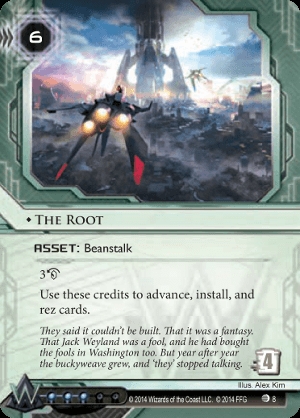 6
♦ THE ROOT
ASSET: Beanstalk
3
Use these credits to advance, install, and
rez cards.
They said it couldn't be built. That it was a fantasy.
That Jack Weyland was a fool, and he had bought
the fools in Washington too. But year after year
the buckyweave grew, and 'they' stopped talking.
4
Illus. Alex Kim
© 2014 Wizards of the Coast LLC. © 2014 FFG
8